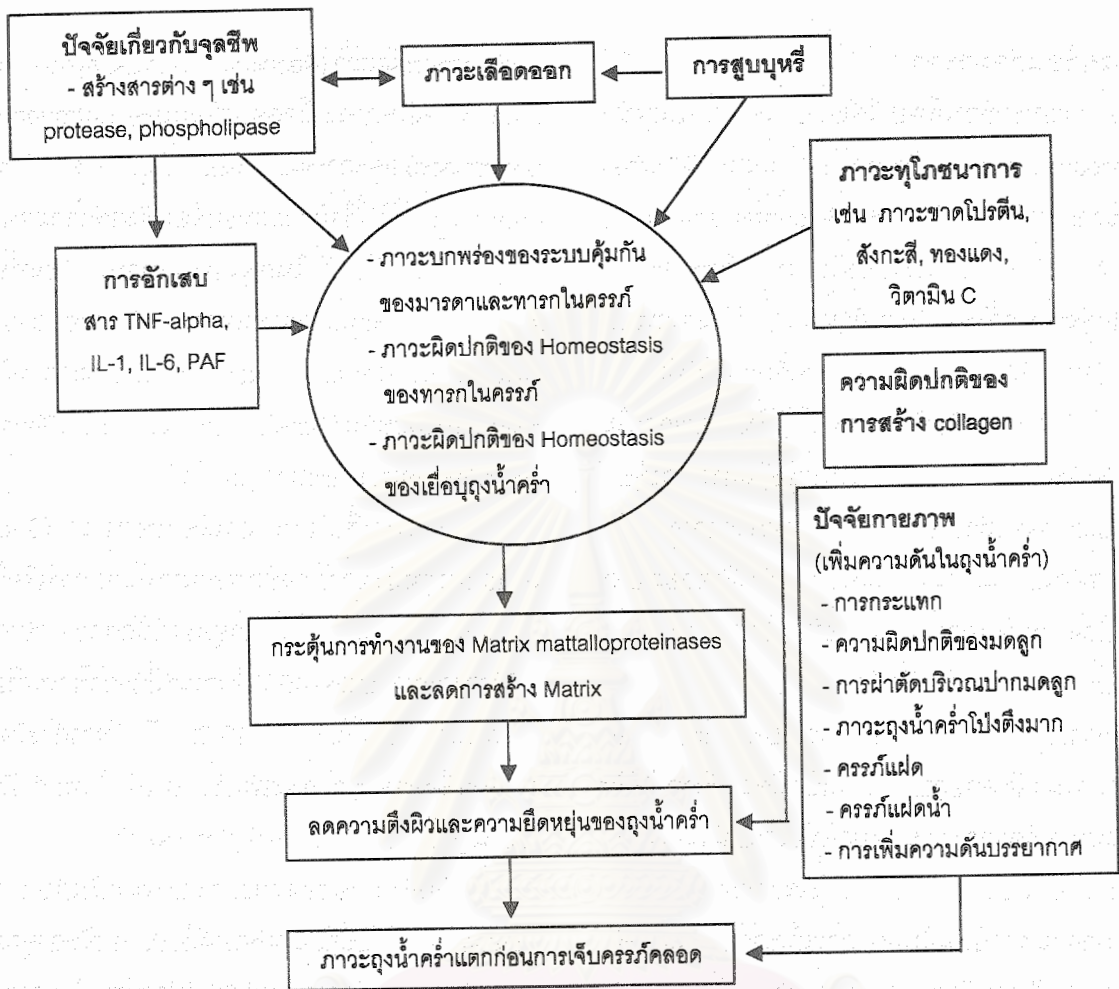 ปัจจัยเกี่ยวกับจุลชีพ
- สร้างสารต่าง ๆ เช่น
protease, phospholipase
ภาวะเลือดออก
การสูบบุหรี่
ภาวะทุโภชนาการ
เช่น ภาวะขาดโปรตีน,
สังกะสี, ทองแดง,
วิตามิน C
การอักเสบ
สาร TNF-alpha,
IL-1, IL-6, PAF
- ภาวะบกพร่องของระบบคุ้มกัน
ของมารดาและทารกในครรภ์
- ภาวะผิดปกติของ Homeostasis
ของทารกในครรภ์
- ภาวะผิดปกติของ Homeostasis
ของเยื่อบุถุงน้ำคร่ำ
ความผิดปกติของ
การสร้าง collagen
ปัจจัยกายภาพ
(เพิ่มความดันในถุงน้ำคร่ำ)
- การกระแทก
- ความผิดปกติของมดลูก
- การผ่าตัดบริเวณปากมดลูก
- ภาวะถุงน้ำคร่ำโป่งตึงมาก
- ครรภ์แฝด
- ครรภ์แฝดน้ำ
- การเพิ่มความดันบรรยากาศ
กระตุ้นการทำงานของ Matrix mattalloproteinases
และลดการสร้าง Matrix
ลดความตึงผิวและความยืดหยุ่นของถุงน้ำคร่ำ
ภาวะถุงน้ำคร่ำแตกก่อนการเจ็บครรภ์คลอด